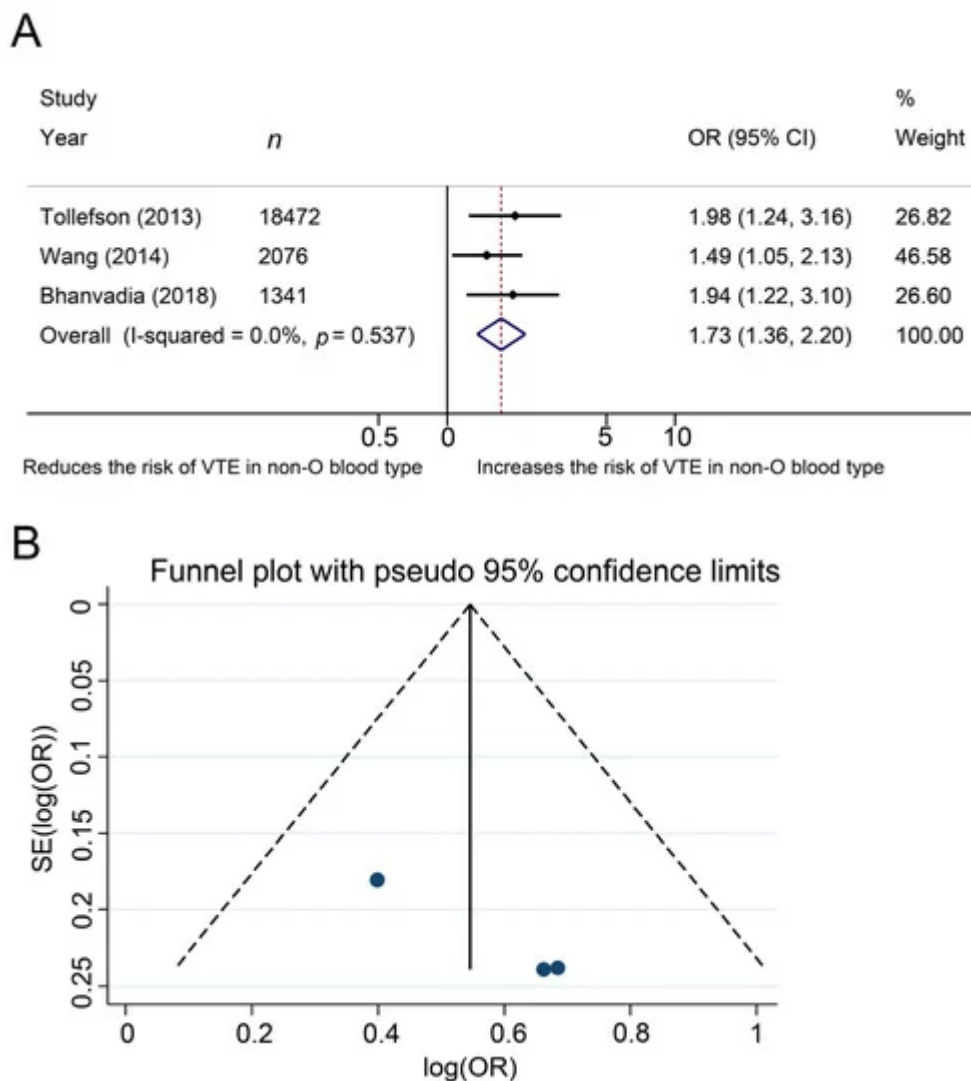 A
Study %
Year n OR (95% CI) Weight
Tollefson (2013) 18472 1.98 (1.24, 3.16) 26.82
Wang (2014) 2076 1.49 (1.05, 2.13) 46.58
Bhanvadia (2018) 1341 1.94 (1.22, 3.10) 26.60
Overall (I-squared = 0.0%, p = 0.537) 1.73 (1.36, 2.20) 100.00
0.5 0 5 10
Reduces the risk of VTE in non-O blood type Increases the risk of VTE in non-O blood type
B
Funnel plot with pseudo 95% confidence limits
SE(log(OR))
0
0.05
0.1
0.15
0.2
0.25
0 0.2 0.4 0.6 0.8 1
log(OR)